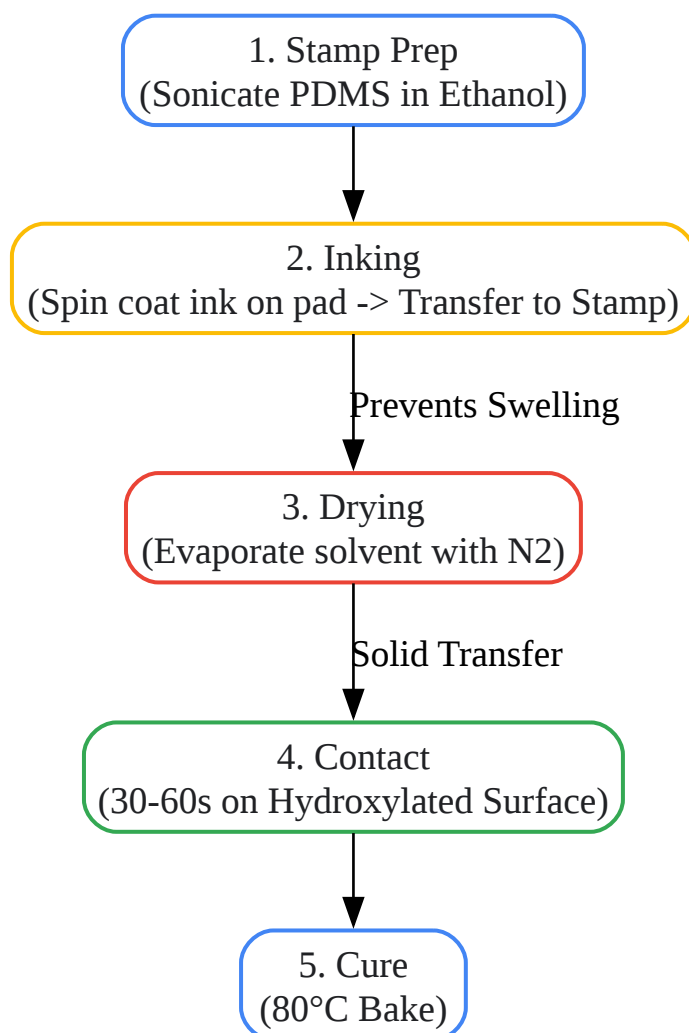 1. Stamp Prep
(Sonicate PDMS in Ethanol)
2. Inking
(Spin coat ink on pad -> Transfer to Stamp)
Prevents Swelling
3. Drying
(Evaporate solvent with N2)
Solid Transfer
4. Contact
(30-60s on Hydroxylated Surface)
5. Cure
(80°C Bake)